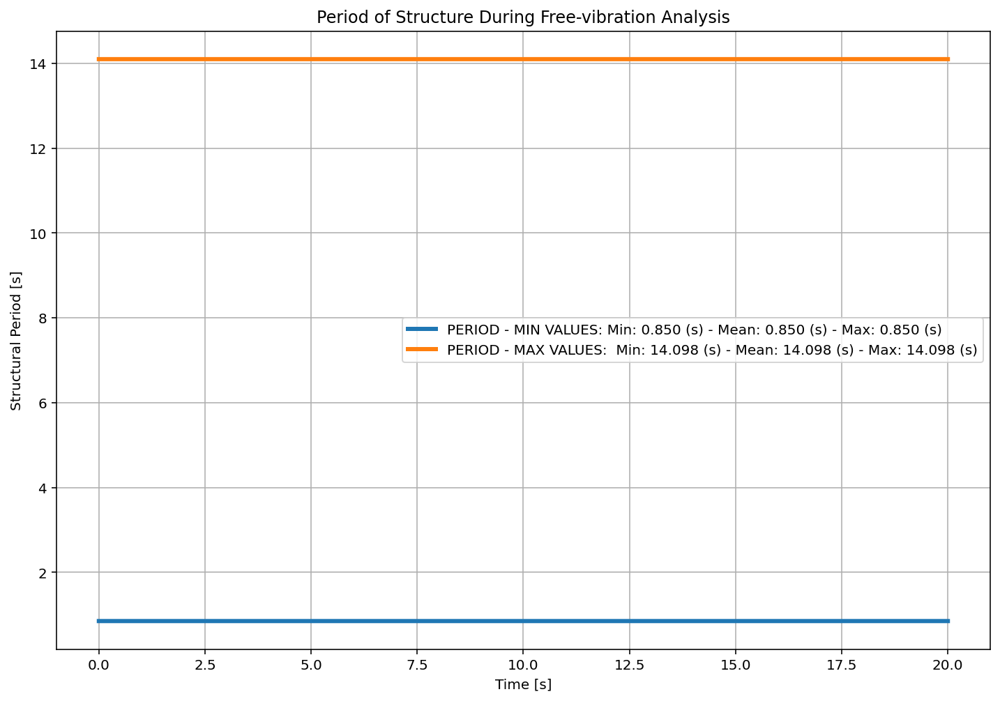 Period of Structure During Free-vibration Analysis
14
12
10
8
6
4
2
Structural Period [s]
PERIOD - MIN VALUES: Min: 0.850 (s) - Mean: 0.850 (s) - Max: 0.850 (s)
PERIOD - MAX VALUES:  Min: 14.098 (s) - Mean: 14.098 (s) - Max: 14.098 (s)
0.0 2.5 5.0 7.5 10.0 12.5 15.0 17.5 20.0
Time [s]